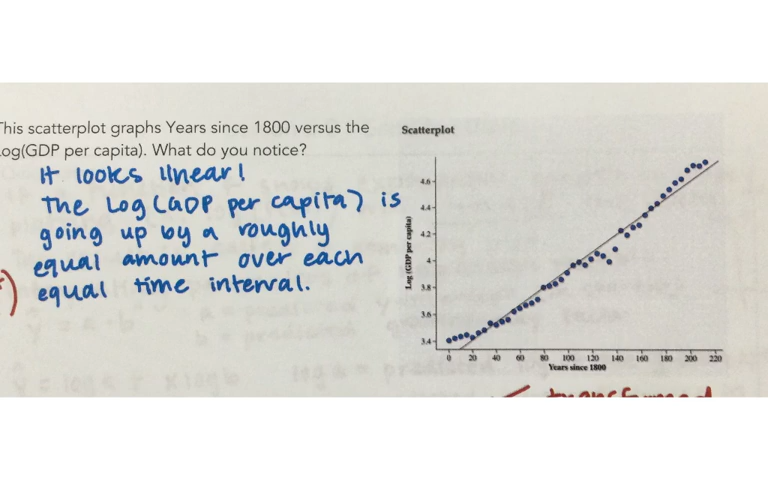 This scatterplot graphs Years since 1800 versus the
Log(GDP per capita). What do you notice?
It looks linear!
The Log (GDP per capita) is
going up by a roughly
equal amount over each
equal time interval.
Scatterplot
Log (GDP per capita)
4.6
4.4
4.2
4
3.8
3.6
3.4
0 20 40 60 80 100 120 140 160 180 200 220
Years since 1800